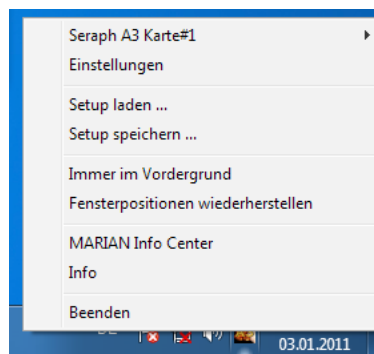 Seraph A3 Karte#1
Einstellungen
Setup laden ...
Setup speichern ...
Immer im Vordergrund
Fensterpositionen wiederherstellen
MARIAN Info Center
Info
Beenden
03.01.2011